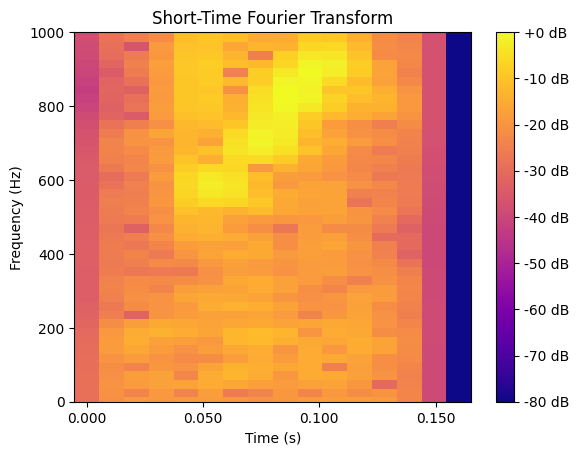 Short-Time Fourier Transform
1000
800
600
400
200
0
Frequency (Hz)
0.000
0.050
0.100
0.150
Time (s)
+0 dB
-10 dB
-20 dB
-30 dB
-40 dB
-50 dB
-60 dB
-70 dB
-80 dB